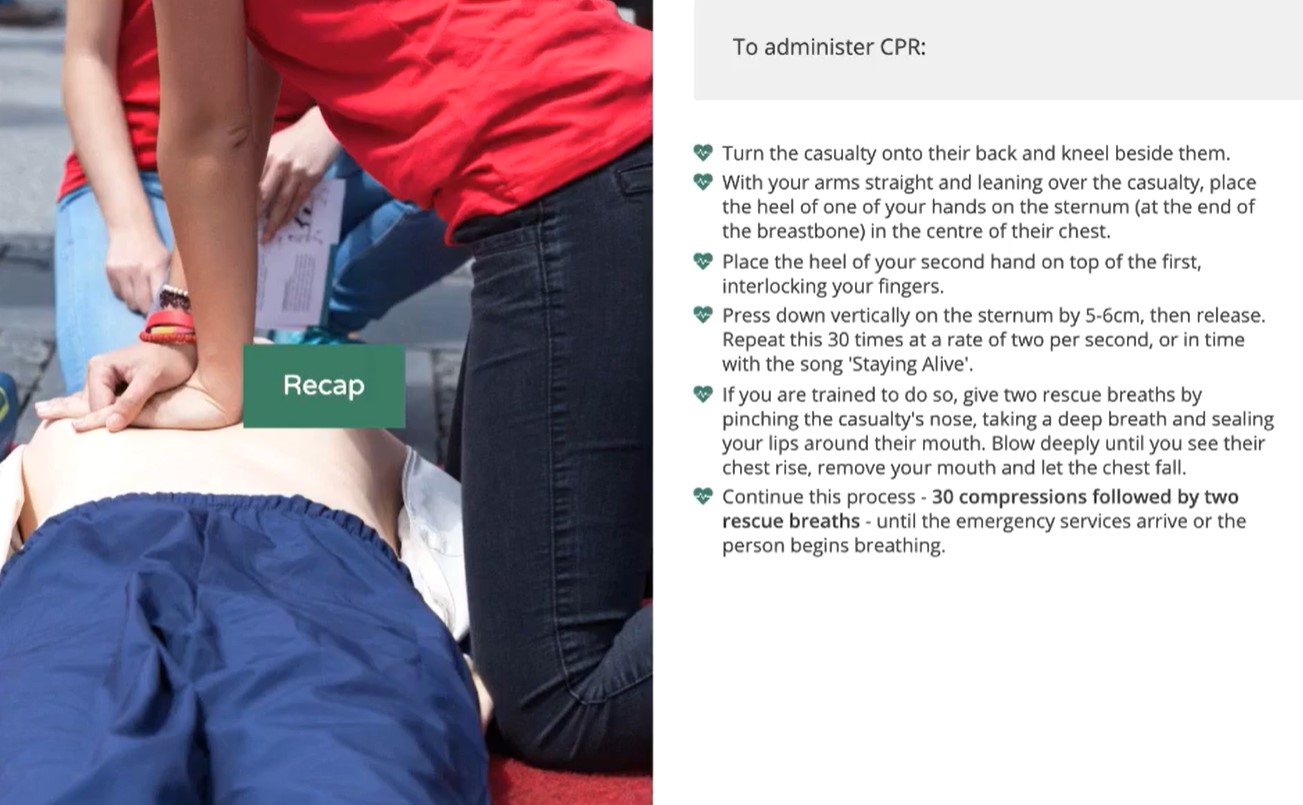 Recap
To administer CPR:
Turn the casualty onto their back and kneel beside them.
With your arms straight and leaning over the casualty, place
the heel of one of your hands on the sternum (at the end of
the breastbone) in the centre of their chest.
Place the heel of your second hand on top of the first,
interlocking your fingers.
Press down vertically on the sternum by 5-6cm, then release.
Repeat this 30 times at a rate of two per second, or in time
with the song 'Staying Alive'.
If you are trained to do so, give two rescue breaths by
pinching the casualty's nose, taking a deep breath and sealing
your lips around their mouth. Blow deeply until you see their
chest rise, remove your mouth and let the chest fall.
Continue this process - 30 compressions followed by two
rescue breaths - until the emergency services arrive or the
person begins breathing.